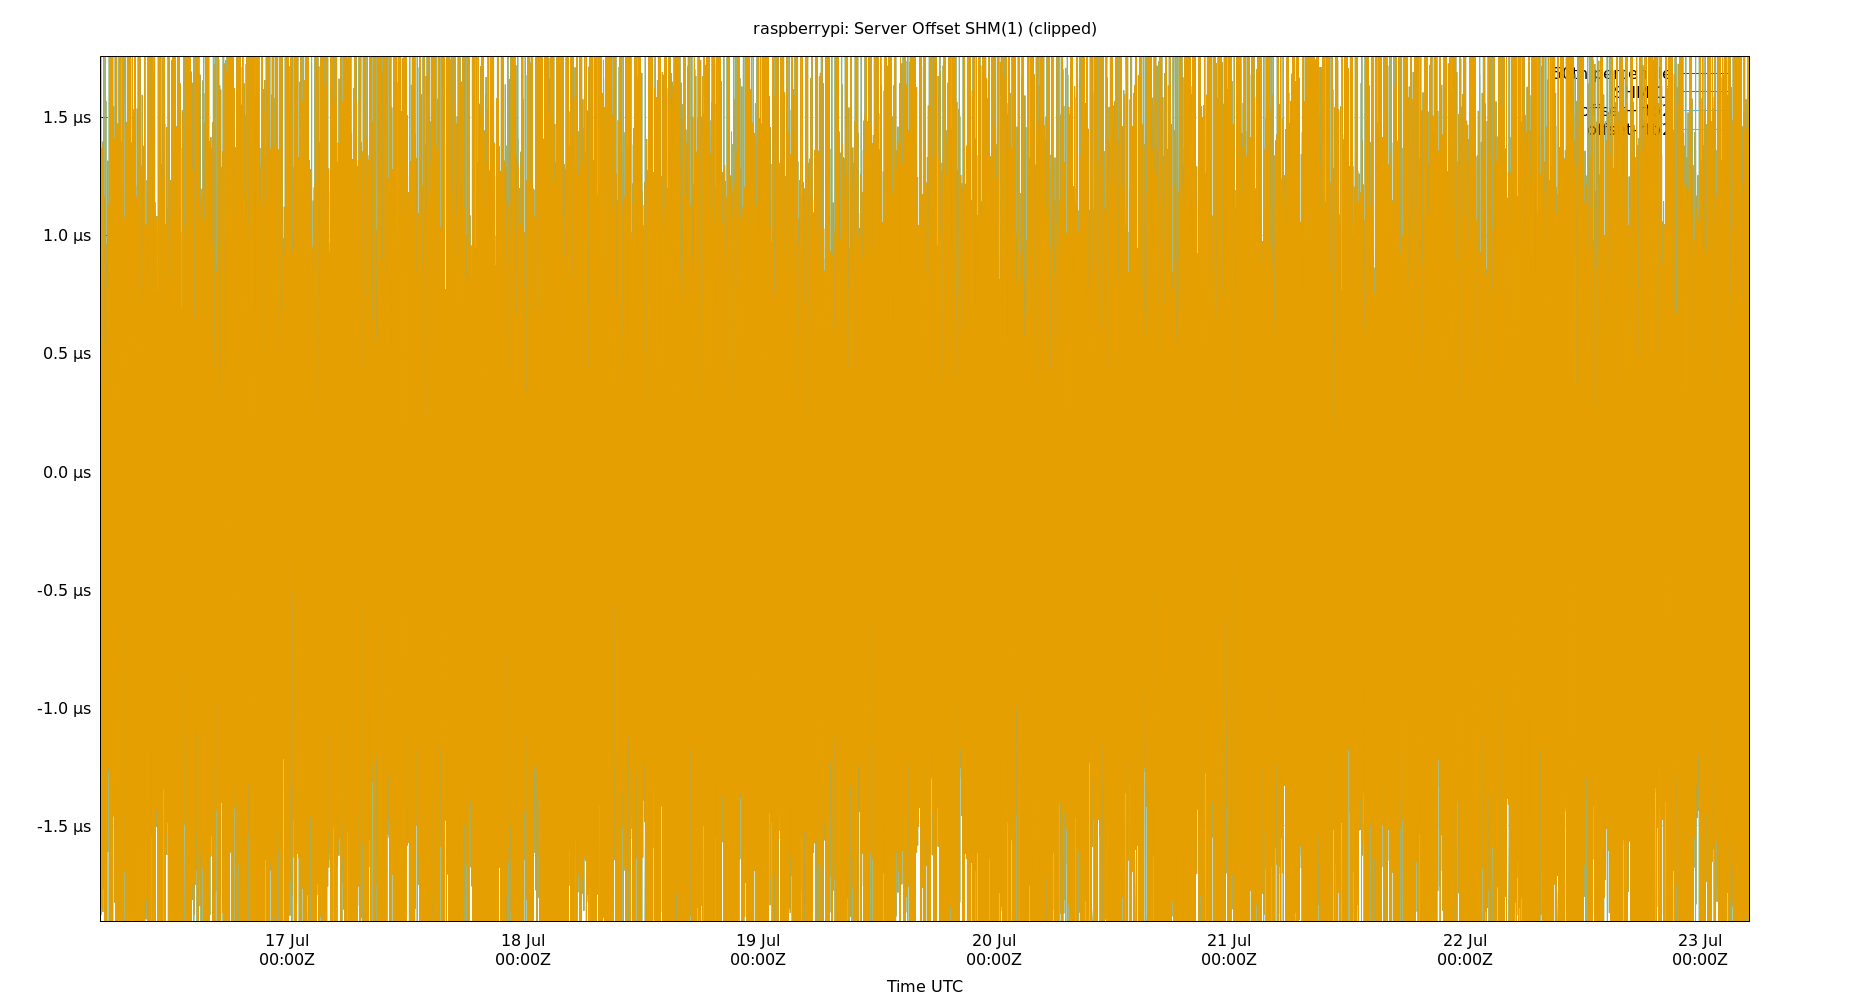 raspberrypi: Server Offset SHM(1) (clipped)
1.5 µs
1.0 µs
0.5 µs
0.0 µs
-0.5 µs
-1.0 µs
-1.5 µs
17 Jul 18 Jul 19 Jul 20 Jul 21 Jul 22 Jul 23 Jul
00:00Z 00:00Z 00:00Z 00:00Z 00:00Z 00:00Z 00:00Z
Time UTC